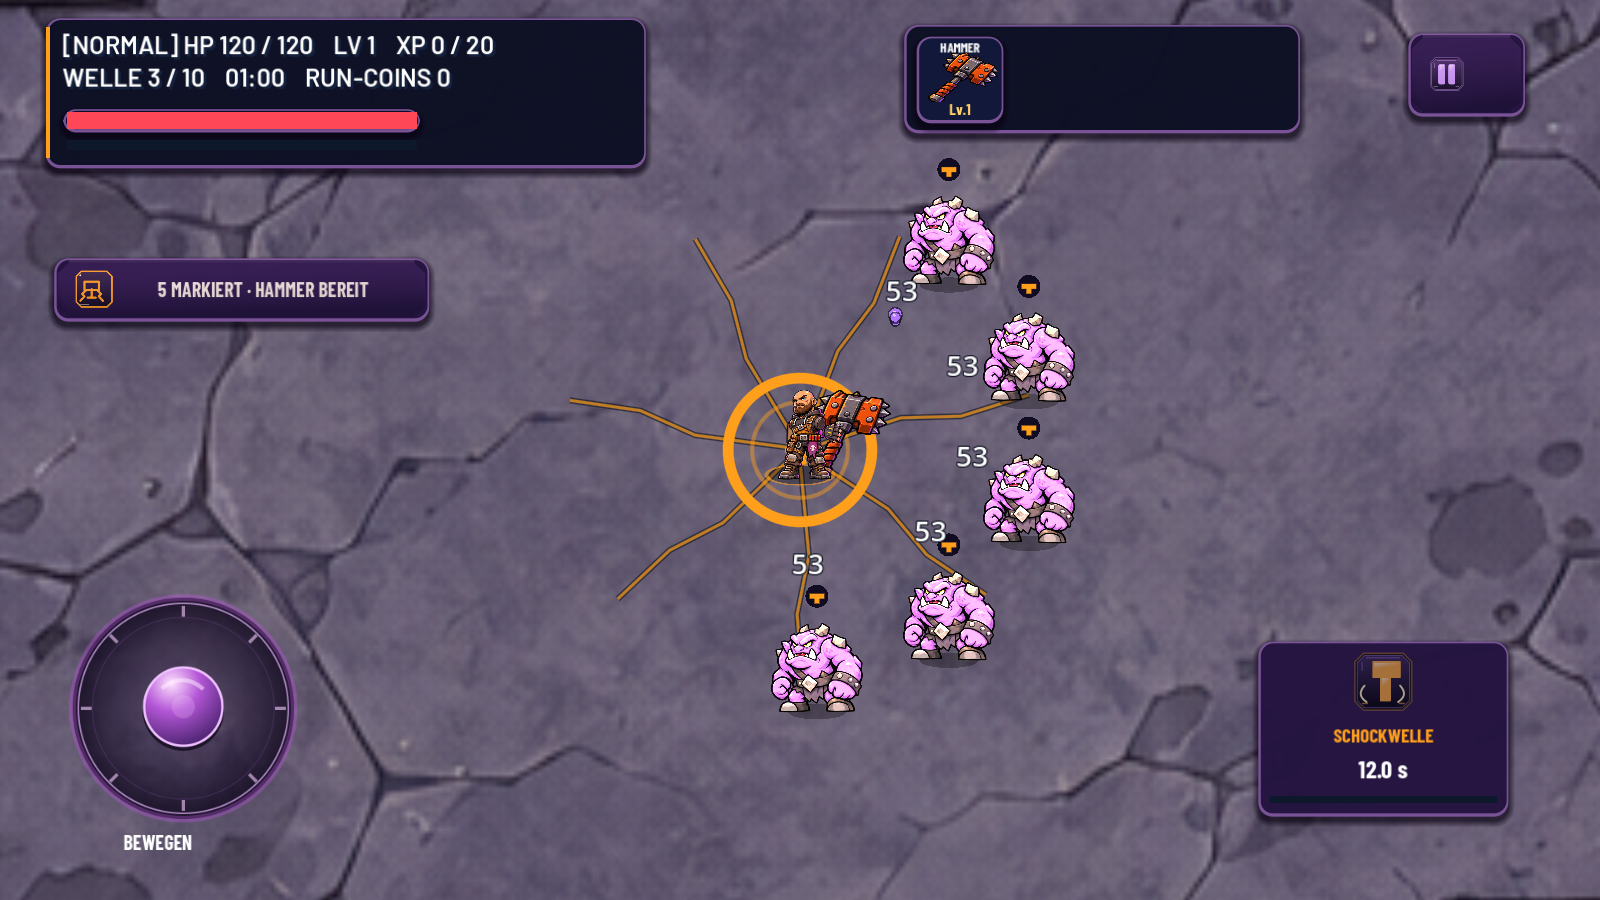 [NORMAL] HP 120 / 120 LV 1 XP 0 / 20
WELLE 3 / 10 01:00 RUN-COINS 0
HAMMER
Lv.1
5 MARKIERT · HAMMER BEREIT
53
53
53
53
53
SCHOCKWELLE
12.0 s
BEWEGEN